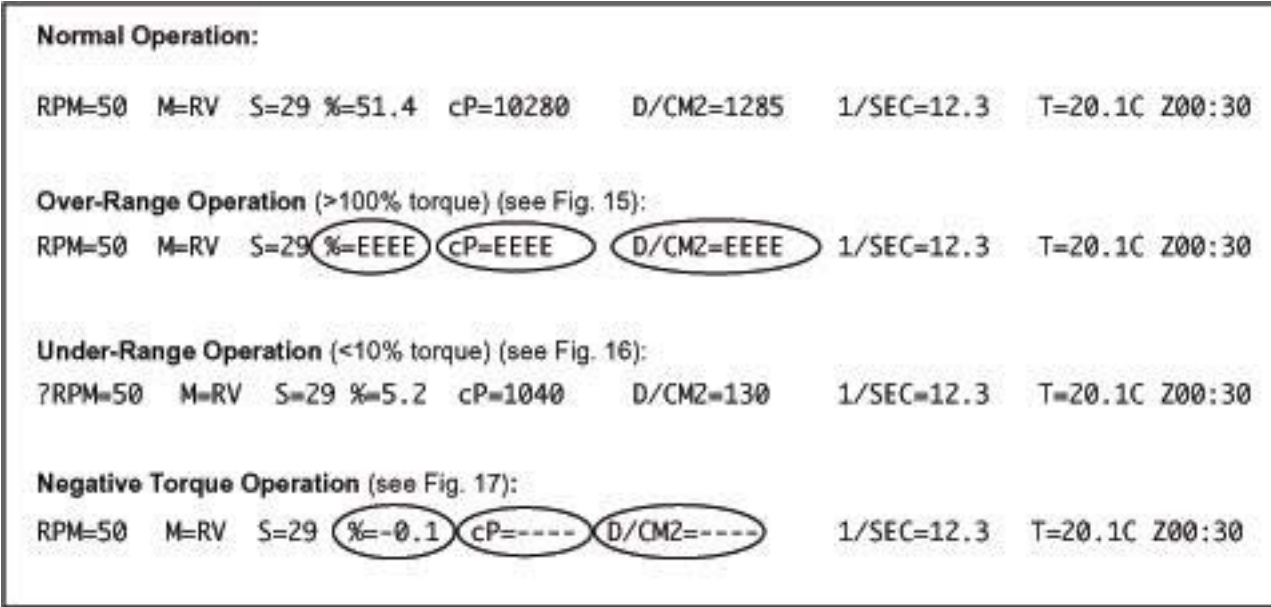 Normal Operation:
RPM=50 M=RV S=29 %=51.4 cP=10280 D/CM2=1285 1/SEC=12.3 T=20.1C Z00:30
Over-Range Operation (>100% torque) (see Fig. 15):
RPM=50 M=RV S=29 %=EEEE cP=EEEE D/CM2=EEEE 1/SEC=12.3 T=20.1C Z00:30
Under-Range Operation (<10% torque) (see Fig. 16):
?RPM=50 M=RV S=29 %=5.2 cP=1040 D/CM2=130 1/SEC=12.3 T=20.1C Z00:30
Negative Torque Operation (see Fig. 17):
RPM=50 M=RV S=29 %=-0.1 cP=---- D/CM2=---- 1/SEC=12.3 T=20.1C Z00:30